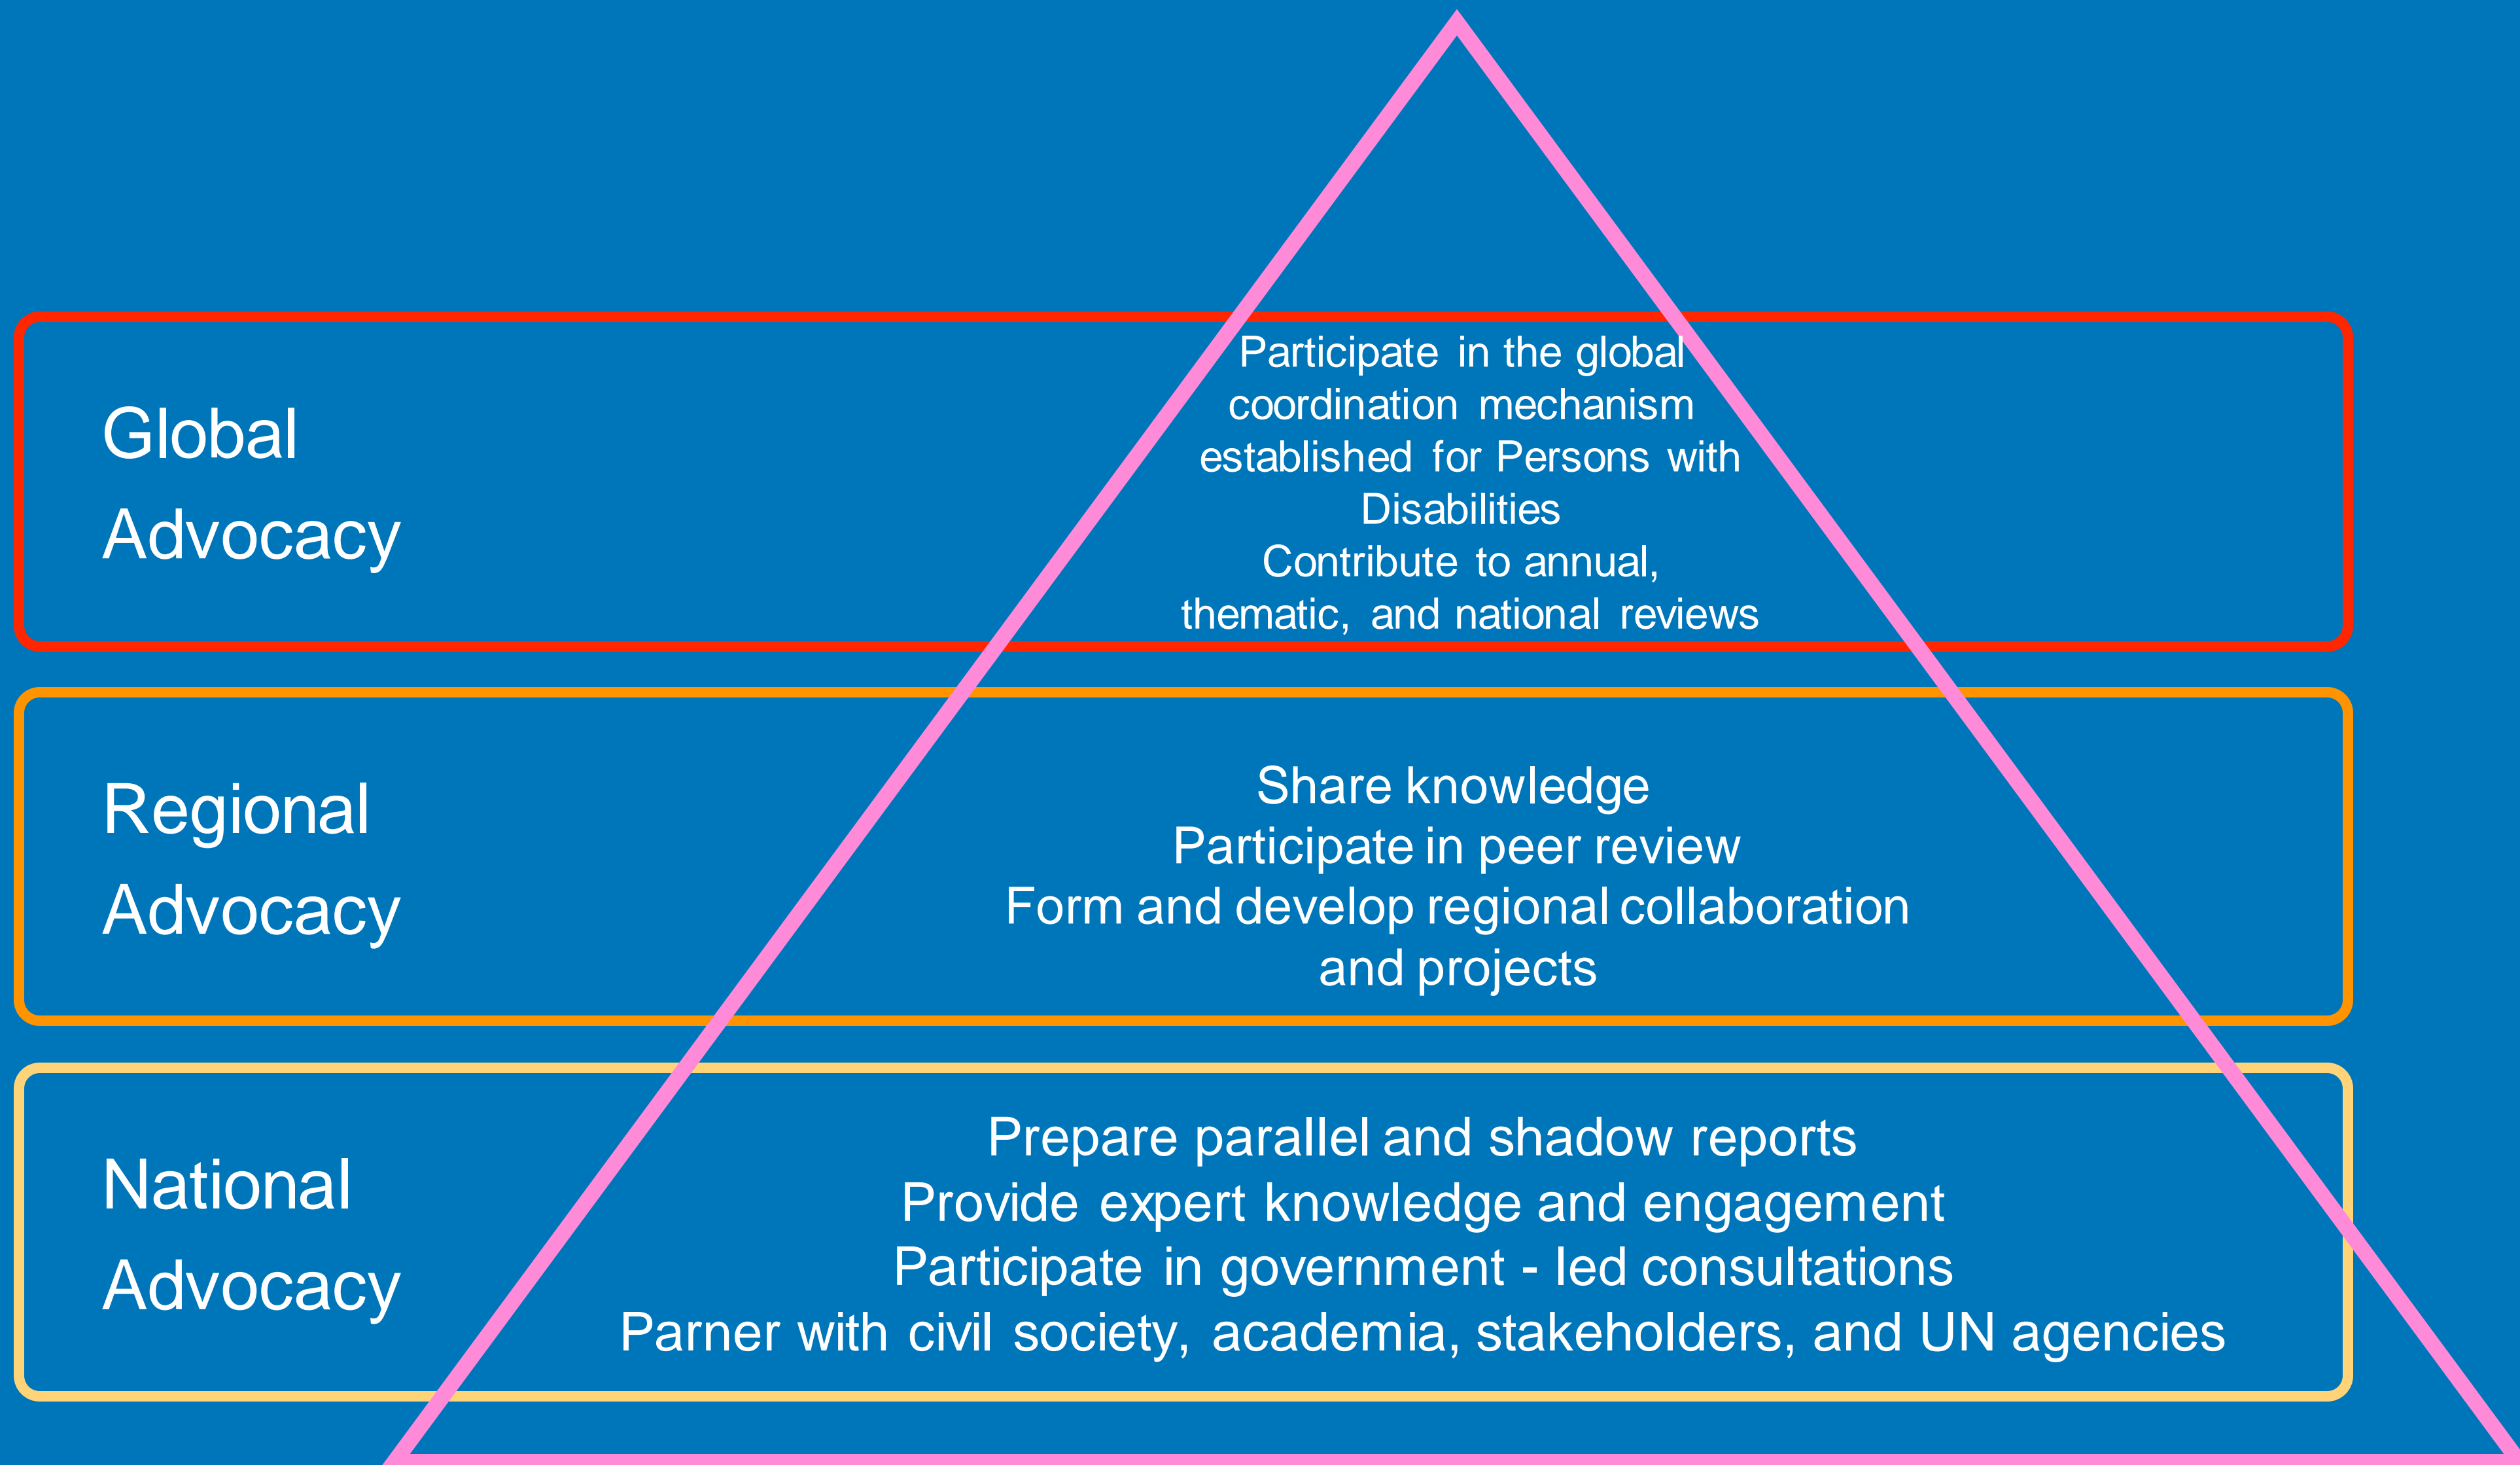 Global
Advocacy
Participate in the global
coordination mechanism
established for Persons with
Disabilities
Contribute to annual,
thematic, and national reviews
Regional
Advocacy
Share knowledge
Participate in peer review
Form and develop regional collaboration
and projects
National
Advocacy
Prepare parallel and shadow reports
Provide expert knowledge and engagement
Participate in government - led consultations
Parner with civil society, academia, stakeholders, and UN agencies